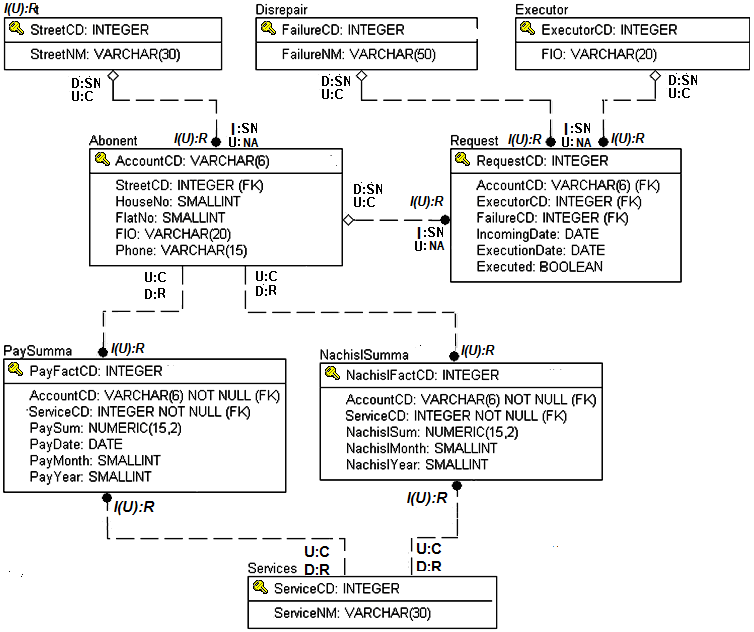 I(U):Rt
StreetCD: INTEGER
StreetNM: VARCHAR(30)
Disrepair
FailureCD: INTEGER
FailureNM: VARCHAR(50)
Executor
ExecutorCD: INTEGER
FIO: VARCHAR(20)
D:SN
U:C
D:SN
U:C
D:SN
U:C
I(U):R
I:SN
U:NA
I(U):R
I:SN
U:NA
I(U):R
Abonent
AccountCD: VARCHAR(6)
StreetCD: INTEGER (FK)
HouseNo: SMALLINT
FlatNo: SMALLINT
FIO: VARCHAR(20)
Phone: VARCHAR(15)
D:SN
U:C
I(U):R
I:SN
U:NA
Request
RequestCD: INTEGER
AccountCD: VARCHAR(6) (FK)
ExecutorCD: INTEGER (FK)
FailureCD: INTEGER (FK)
IncomingDate: DATE
ExecutionDate: DATE
Executed: BOOLEAN
U:C
D:R
U:C
D:R
I(U):R
I(U):R
PaySumma
PayFactCD: INTEGER
AccountCD: VARCHAR(6) NOT NULL (FK)
ServiceCD: INTEGER NOT NULL (FK)
PaySum: NUMERIC(15,2)
PayDate: DATE
PayMonth: SMALLINT
PayYear: SMALLINT
NachislSumma
NachislFactCD: INTEGER
AccountCD: VARCHAR(6) NOT NULL (FK)
ServiceCD: INTEGER NOT NULL (FK)
NachislSum: NUMERIC(15,2)
NachislMonth: SMALLINT
NachislYear: SMALLINT
I(U):R
I(U):R
U:C
D:R
U:C
D:R
Services
ServiceCD: INTEGER
ServiceNM: VARCHAR(30)